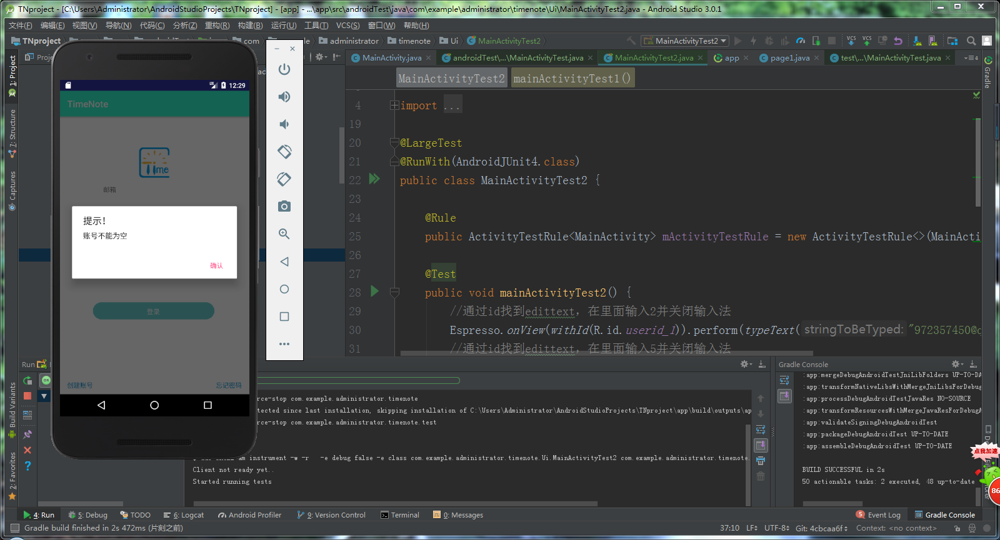 TNproject - [C:\Users\Administrator\AndroidStudioProjects\TNproject] - [app] - ...\app\src\androidTest\java\com\example\administrator\timenote\Ui\MainActivityTest2.java - Android Studio 3.0.1
文件(F) 编辑(E) 视图(V) 导航(N) 代码(C) 分析(Z) 重构(R) 构建(B) 运行(U) 工具(T) VCS(S) 窗口(W) 帮助(H)
TNproject com administrator timenote Ui MainActivityTest2
MainActivityTest2
VCS VCS
1: Project
7: Structure
Captures
Build Variants
2: Favorites
Proje
MainActivity.java androidTest\...\MainActivityTest.java MainActivityTest2.java app page1.java test\...\MainActivityTest.java
Gradle
MainActivityTest2 mainActivityTest1()
LTE 12:29
TimeNote
Time
邮箱
提示!
账号不能为空
确认
登录
创建账号 忘记密码
4 import ...
19
20 @LargeTest
21 @RunWith(AndroidJUnit4.class)
22 public class MainActivityTest2 {
23
24 @Rule
25 public ActivityTestRule<MainActivity> mActivityTestRule = new ActivityTestRule<>(MainActi
26
27 @Test
28 public void mainActivityTest2() {
29 //通过id找到edittext，在里面输入2并关闭输入法
30 Espresso.onView(withId(R.id.userid_1)).perform(typeText( stringToBeTyped: "972357450@q
31 //通过id找到edittext，在里面输入5并关闭输入法
Run
OK
rce-stop com.example.administrator.timenote
tected since last installation, skipping installation of C:\Users\Administrator\AndroidStudioProjects\TNproject\app\build\outputs\ap
rce-stop com.example.administrator.timenote.test
am instrument -w -r -e debug false -e class com.example.administrator.timenote.Ui.MainActivityTest2 com.example.administrator.timenote.
Client not ready yet..
Started running tests
Gradle Console
:app:mergeDebugAndroidTestJniLibFolders UP-TO-DA
:app:transformNativeLibsWithMergeJniLibsForDebug
:app:processDebugAndroidTestJavaRes NO-SOURCE
:app:transformResourcesWithMergeJavaResForDebugA
:app:validateSigningDebugAndroidTest
:app:packageDebugAndroidTest UP-TO-DATE
:app:assembleDebugAndroidTest UP-TO-DATE
BUILD SUCCESSFUL in 2s
50 actionable tasks: 2 executed, 48 up-to-date
点我加速
86
4: Run 5: Debug TODO 6: Logcat Android Profiler 9: Version Control Terminal 0: Messages 5 Event Log Gradle Console
Gradle build finished in 2s 472ms (片刻之前) 37:10 LF UTF-8 Git: 4cbcaa6f Context: <no context>